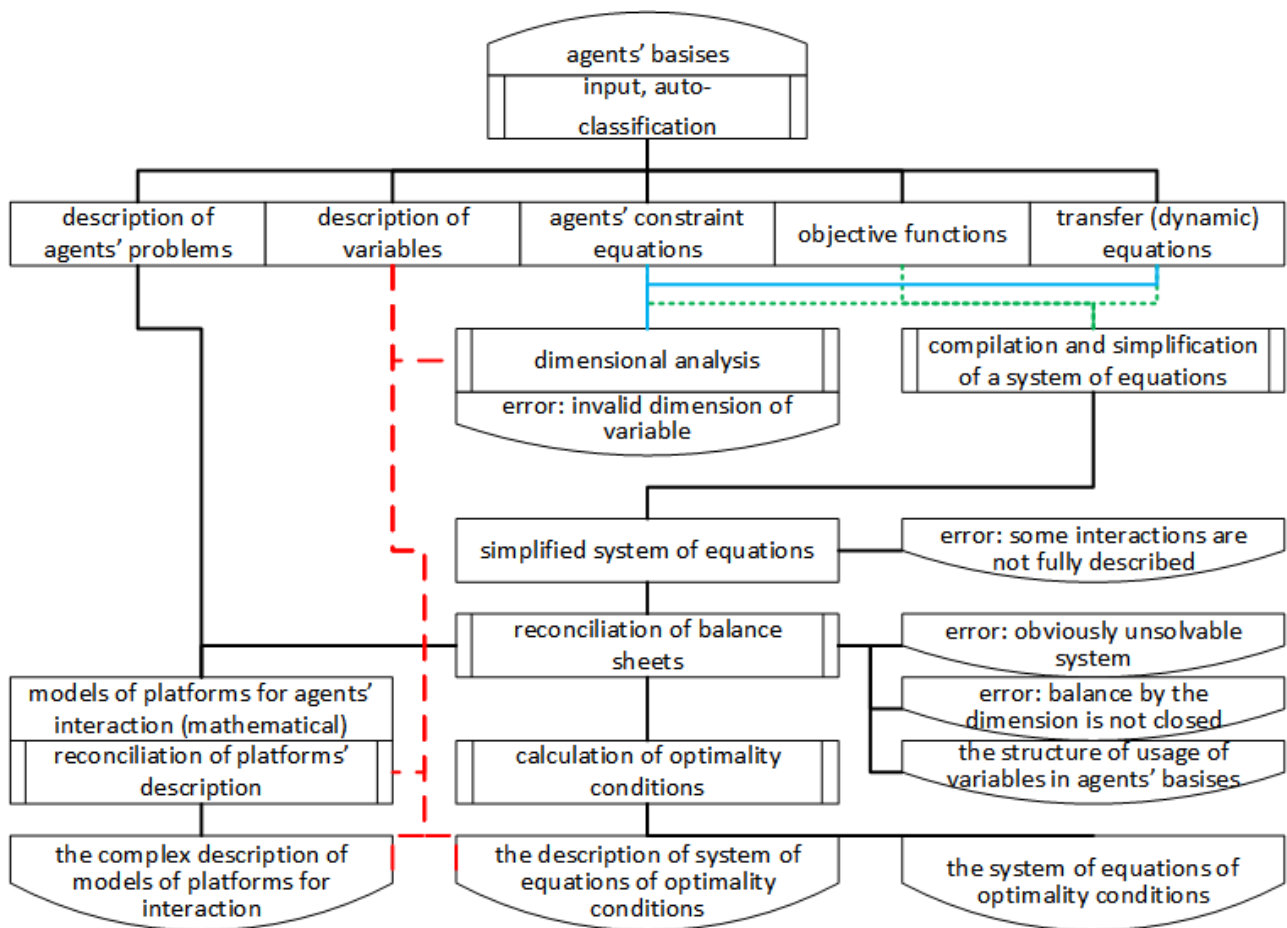 agents' basises
input, auto-
classification
description of
agents' problems
description of
variables
agents' constraint
equations
objective functions
transfer (dynamic)
equations
dimensional analysis
error: invalid dimension of
variable
compilation and simplification
of a system of equations
simplified system of equations
error: some interactions are
not fully described
reconciliation of balance
sheets
error: obviously unsolvable
system
models of platforms for agents'
interaction (mathematical)
reconciliation of platforms'
description
error: balance by the
dimension is not closed
calculation of optimality
conditions
the structure of usage of
variables in agents' basises
the complex description of
models of platforms for
interaction
the description of system of
equations of optimality
conditions
the system of equations of
optimality conditions